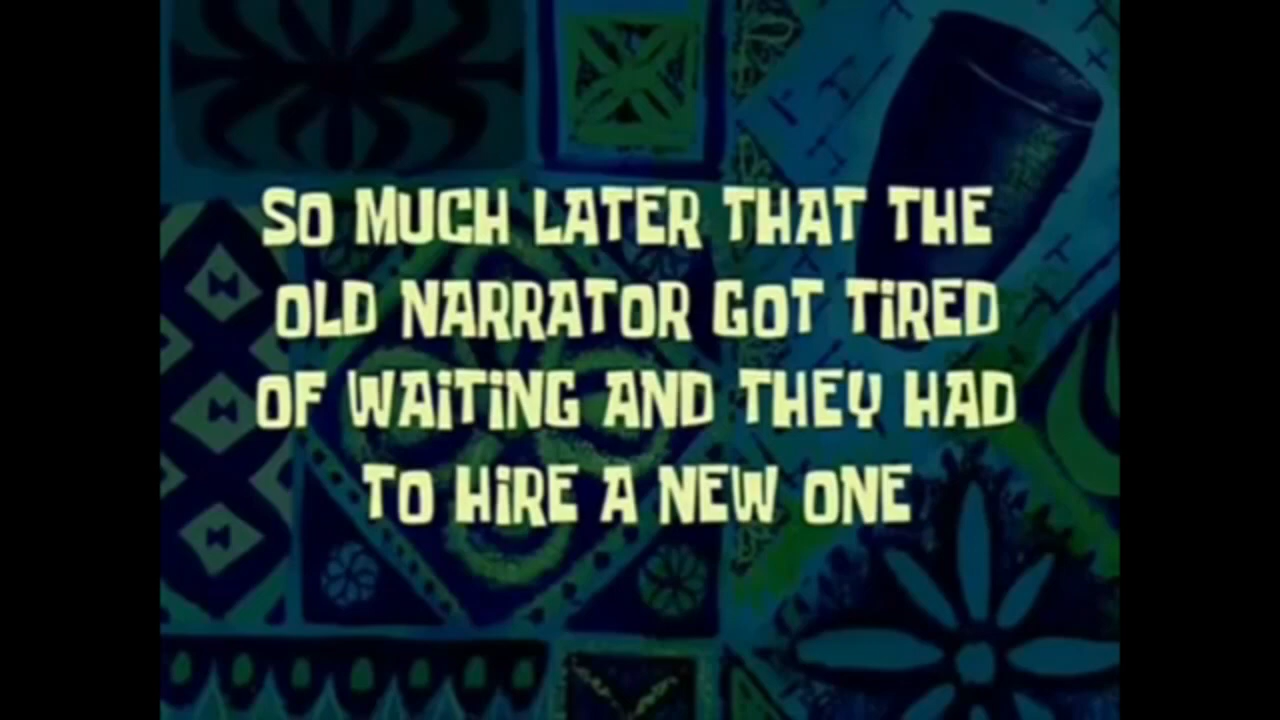 SO MUCH LATER THAT THE
OLD NARRATOR GOT TiRED
OF WAiTiNG AND THEY HAD
TO HiRE A NEW ONE